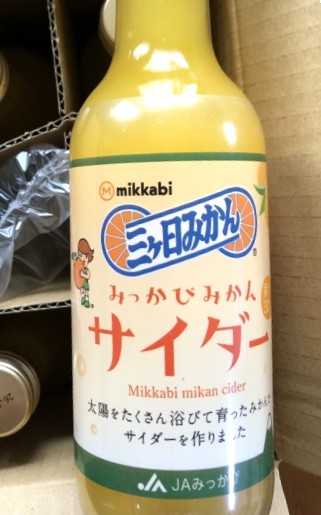 mikkabi
三ヶ日みかん
みっかびみかん
サイダー
Mikkabi mikan cider
太陽をたくさん浴びて育ったみかんで
サイダーを作りました
JAみっかび